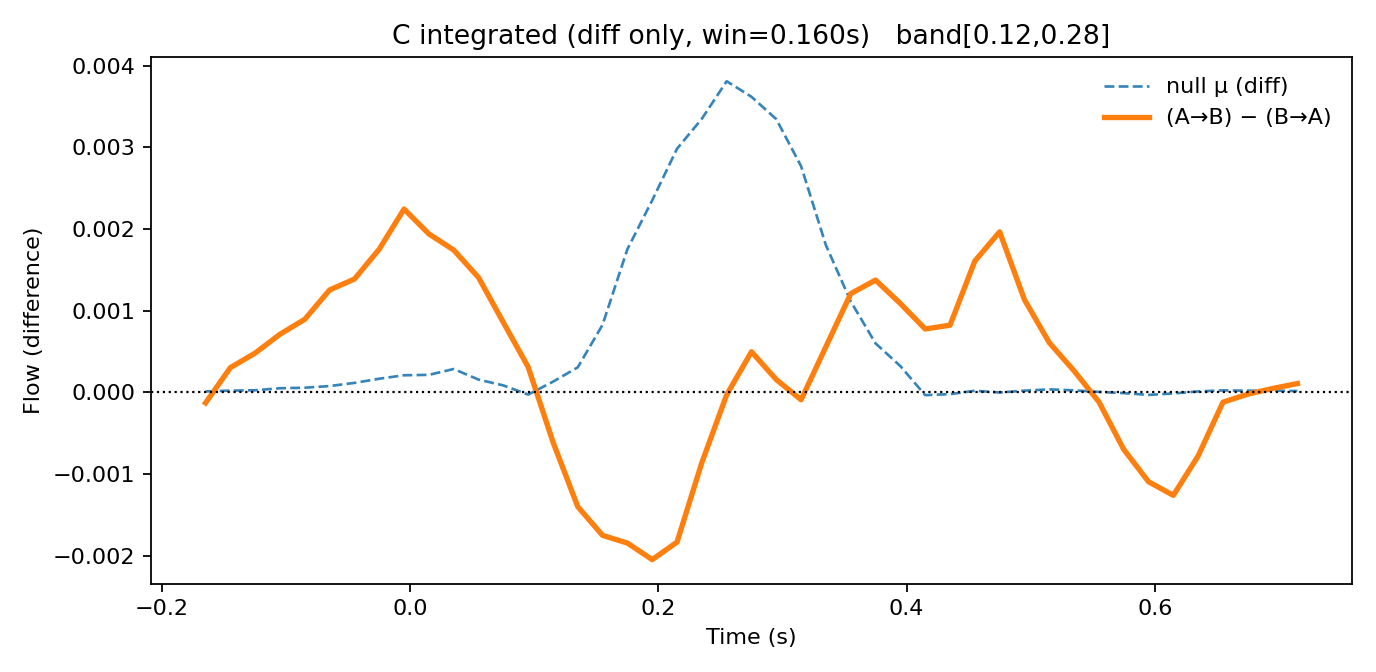 C integrated (diff only, win=0.160s)   band[0.12,0.28]
null μ (diff)
(A→B) − (B→A)
Flow (difference)
0.004
0.003
0.002
0.001
0.000
−0.001
−0.002
−0.2
0.0
0.2
0.4
0.6
Time (s)